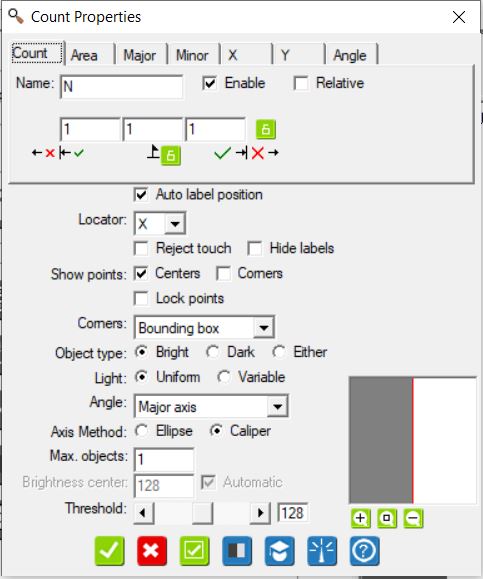 Count Properties
Count Area Major Minor X Y Angle
Name: N Enable Relative
1 1 1
Auto label position
Locator: X
Reject touch Hide labels
Show points: Centers Corners
Lock points
Corners: Bounding box
Object type: Bright Dark Either
Light: Uniform Variable
Angle: Major axis
Axis Method: Ellipse Caliper
Max. objects: 1
Brightness center: 128 Automatic
Threshold: 128